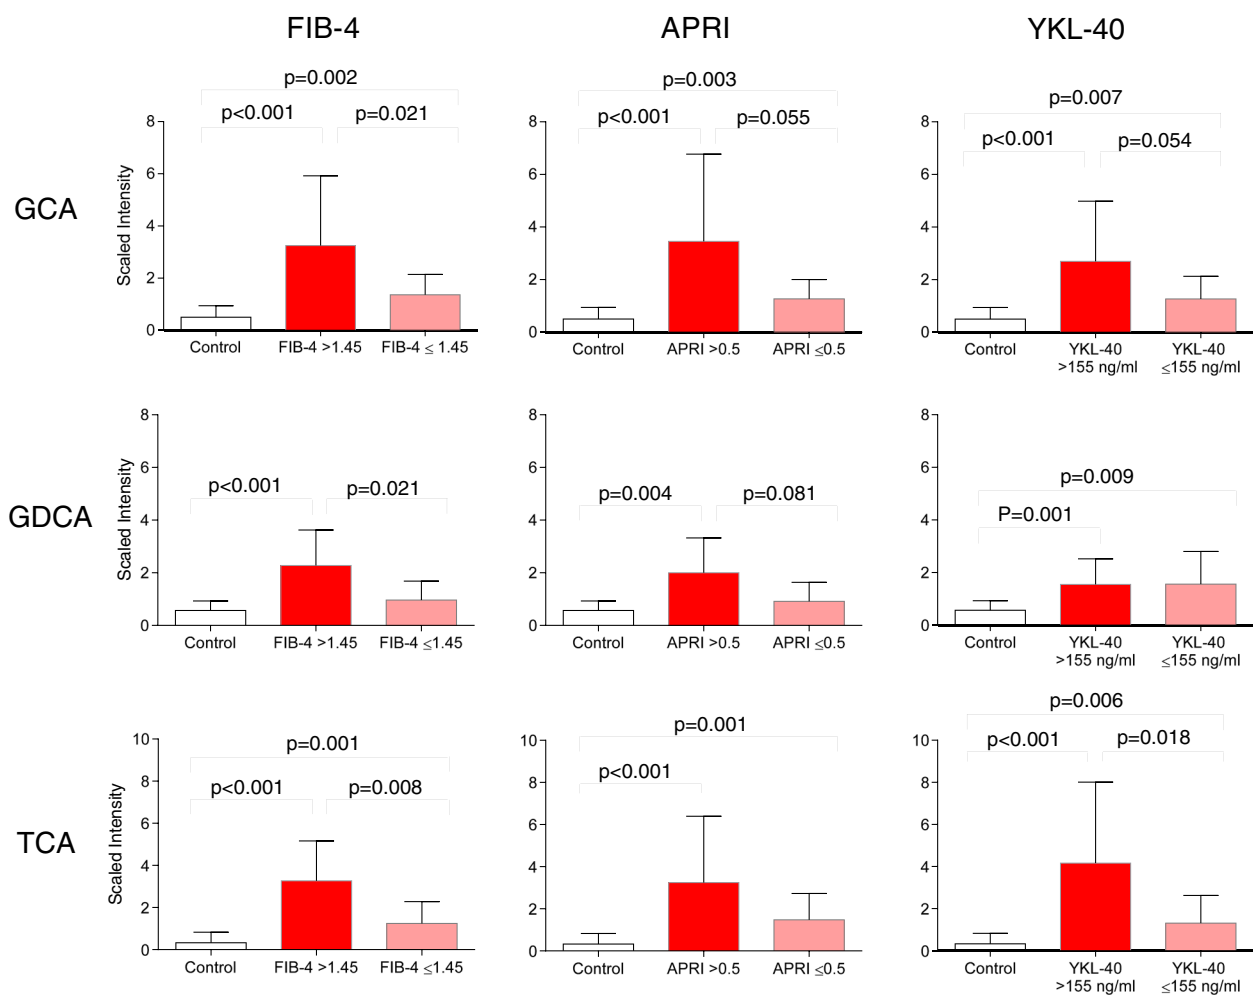 FIB-4
APRI
YKL-40
GCA
Scaled Intensity
8
6
4
2
0
p=0.002
p<0.001
p=0.021
Control
FIB-4 >1.45
FIB-4 ≤ 1.45
8
6
4
2
0
p=0.003
p<0.001
p=0.055
Control
APRI >0.5
APRI ≤0.5
8
6
4
2
0
p=0.007
p<0.001
p=0.054
Control
YKL-40
>155 ng/ml
YKL-40
≤155 ng/ml
GDCA
Scaled Intensity
8
6
4
2
0
p<0.001
p=0.021
Control
FIB-4 >1.45
FIB-4 ≤1.45
8
6
4
2
0
p=0.004
p=0.081
Control
APRI >0.5
APRI ≤0.5
8
6
4
2
0
p=0.009
P=0.001
Control
YKL-40
>155 ng/ml
YKL-40
≤155 ng/ml
TCA
Scaled Intensity
10
8
6
4
2
0
p=0.001
p<0.001
p=0.008
Control
FIB-4 >1.45
FIB-4 ≤1.45
10
8
6
4
2
0
p=0.001
p<0.001
Control
APRI >0.5
APRI ≤0.5
10
8
6
4
2
0
p=0.006
p<0.001
p=0.018
Control
YKL-40
>155 ng/ml
YKL-40
≤155 ng/ml